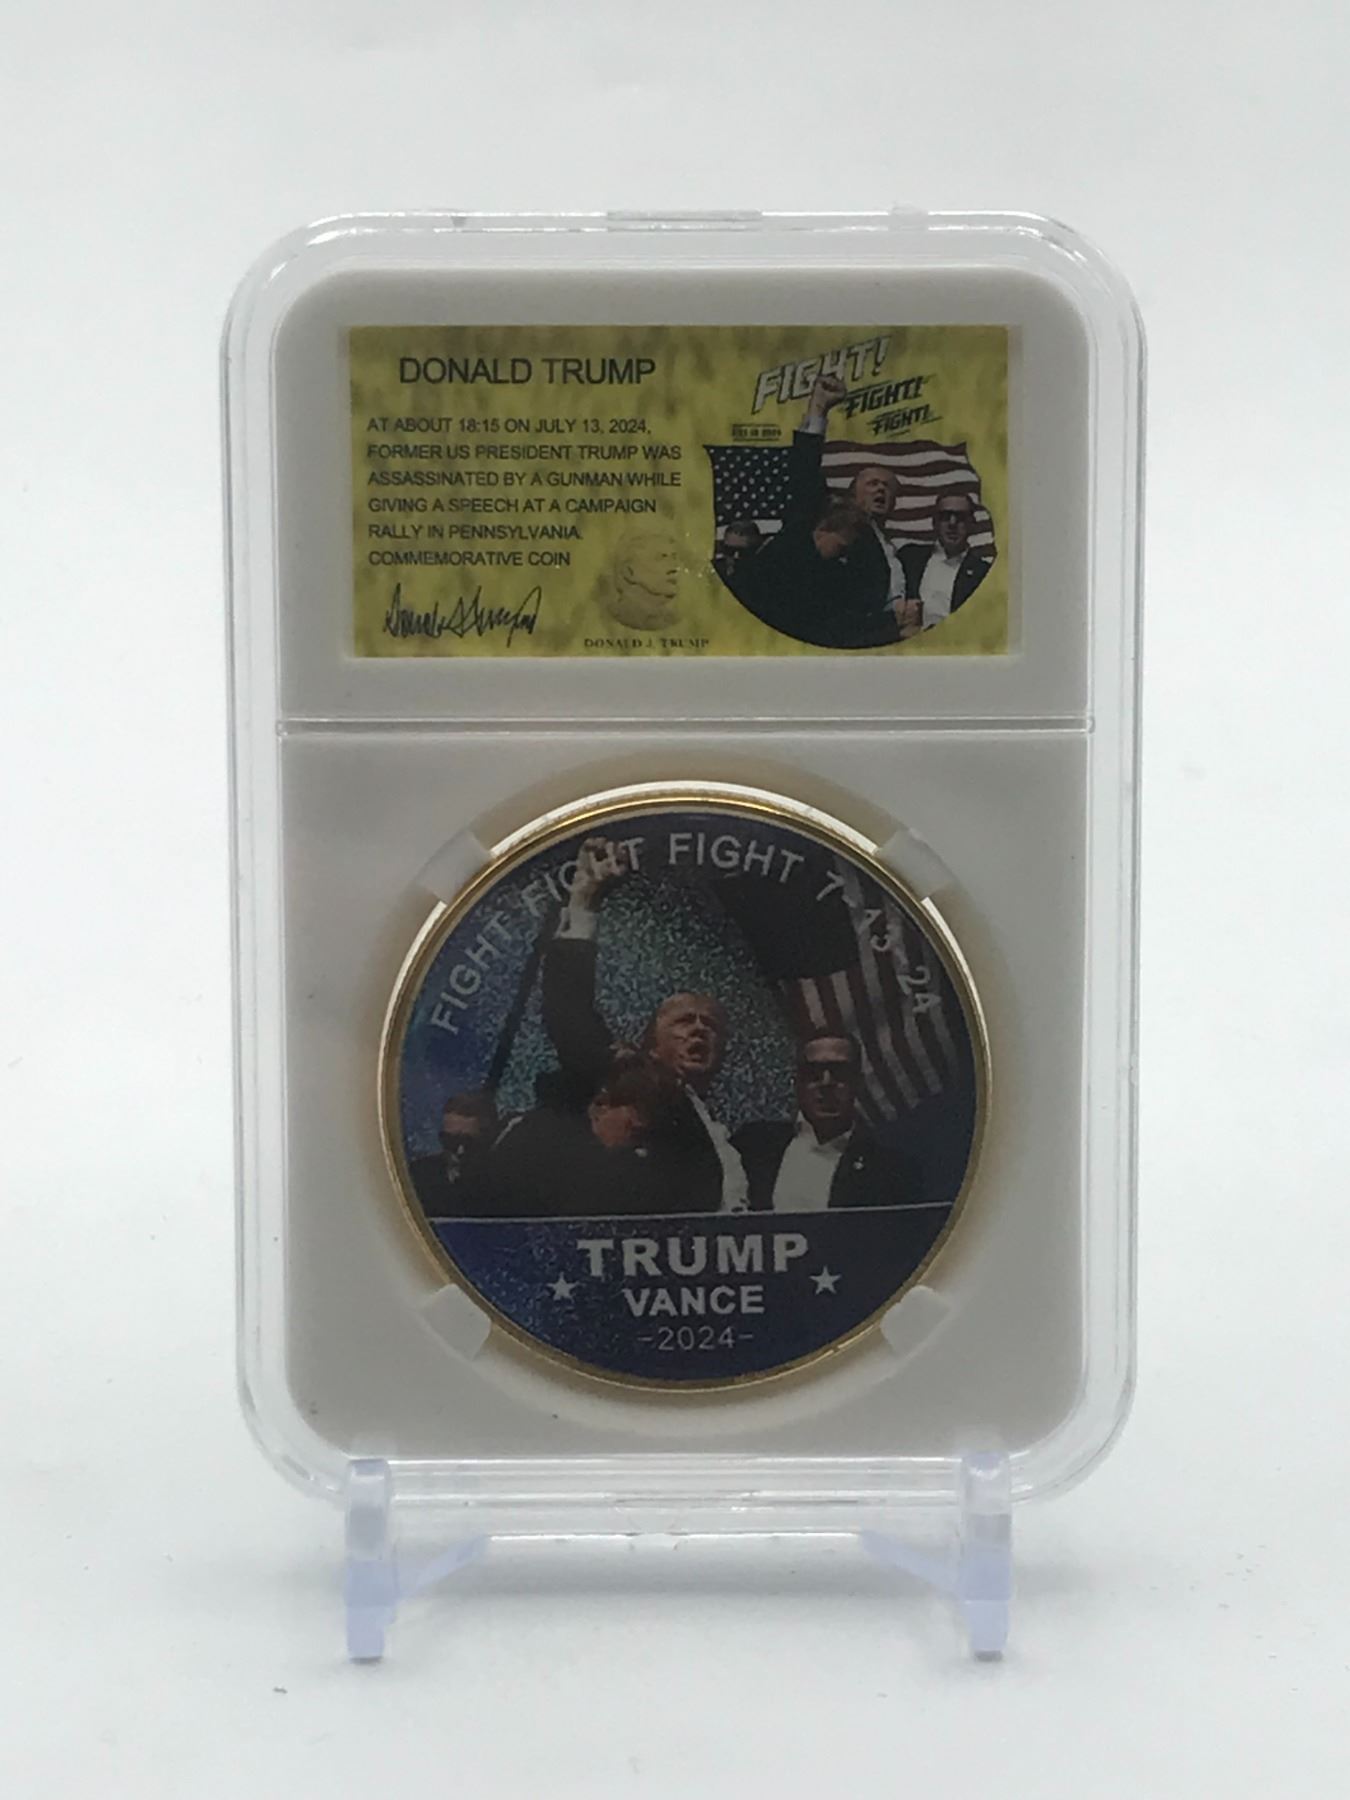 DONALD TRUMP
AT ABOUT 18:15 ON JULY 13, 2024,
FORMER US PRESIDENT TRUMP WAS
ASSASSINATED BY A GUNMAN WHILE
GIVING A SPEECH AT A CAMPAIGN
RALLY IN PENNSYLVANIA.
COMMEMORATIVE COIN
DONALD J. TRUMP
FIGHT!
FIGHT!
FIGHT!
FIGHT FIGHT FIGHT 7-13-24
TRUMP
VANCE
-2024-